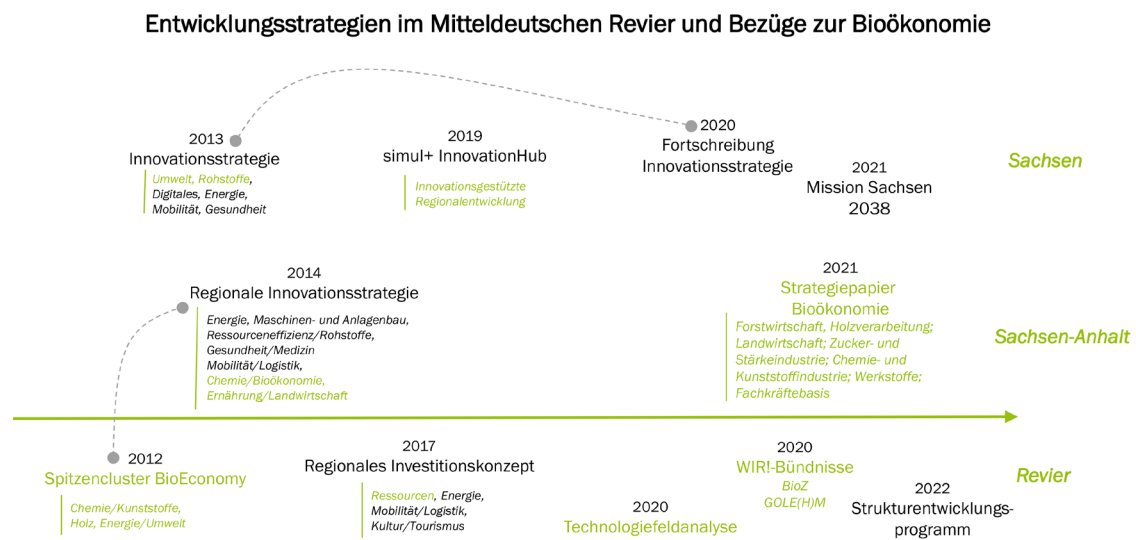 Entwicklungsstrategien im Mitteldeutschen Revier und Bezüge zur Bioökonomie
2013
Innovationsstrategie
Umwelt, Rohstoffe,
Digitales, Energie,
Mobilität, Gesundheit
2019
simul+ InnovationHub
Innovationsgestützte
Regionalentwicklung
2020
Fortschreibung
Innovationsstrategie
2021
Mission Sachsen
2038
Sachsen
2014
Regionale Innovationsstrategie
Energie, Maschinen- und Anlagenbau,
Ressourceneffizienz/Rohstoffe,
Gesundheit/Medizin
Mobilität/Logistik,
Chemie/Bioökonomie,
Ernährung/Landwirtschaft
2021
Strategiepapier
Bioökonomie
Forstwirtschaft, Holzverarbeitung;
Landwirtschaft; Zucker- und
Stärkeindustrie; Chemie- und
Kunststoffindustrie; Werkstoffe;
Fachkräftebasis
Sachsen-Anhalt
2012
Spitzencluster BioEconomy
Chemie/Kunststoffe,
Holz, Energie/Umwelt
2017
Regionales Investitionskonzept
Ressourcen, Energie,
Mobilität/Logistik,
Kultur/Tourismus
2020
Technologiefeldanalyse
2020
WIR!-Bündnisse
BioZ
GOLE(H)M
2022
Strukturentwicklungs-
programm
Revier